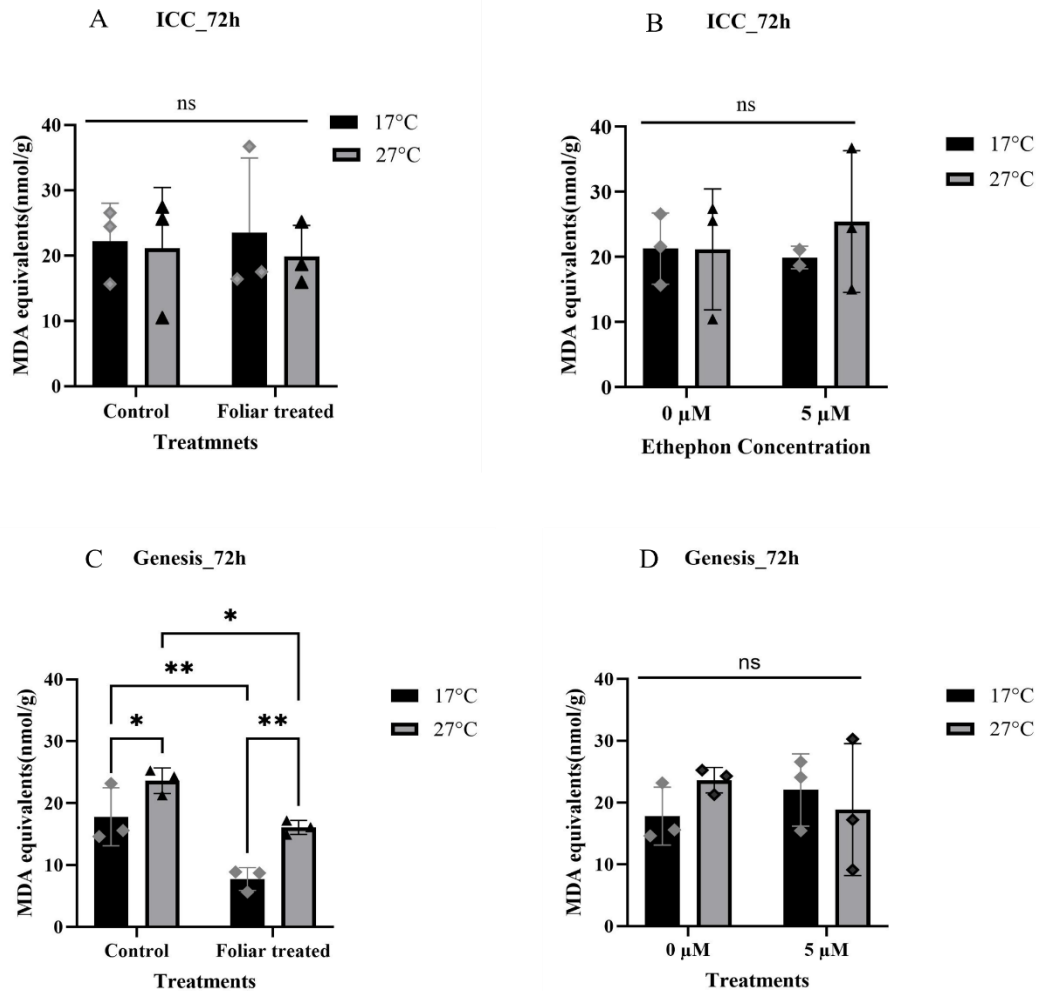 A ICC_72h
ns
17°C
27°C
MDA equivalents(nmol/g)
40
30
20
10
0
Control Foliar treated
Treatmnets
B ICC_72h
ns
17°C
27°C
MDA equivalents(nmol/g)
40
30
20
10
0
0 µM 5 µM
Ethephon Concentration
C Genesis_72h
*
**
* **
17°C
27°C
MDA equivalents(nmol/g)
40
30
20
10
0
Control Foliar treated
Treatments
D Genesis_72h
ns
17°C
27°C
MDA equivalents(nmol/g)
40
30
20
10
0
0 µM 5 µM
Treatments